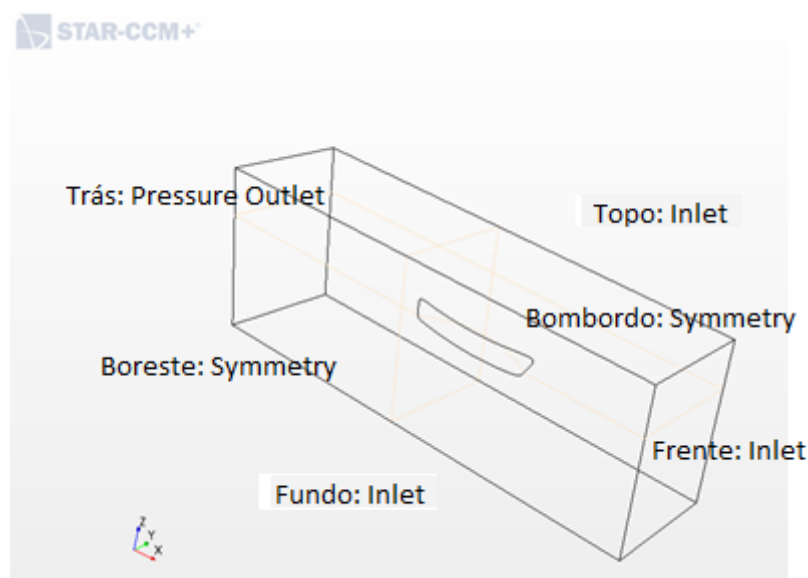 STAR-CCM+
Trás: Pressure Outlet
Topo: Inlet
Bombordo: Symmetry
Boreste: Symmetry
Frente: Inlet
Fundo: Inlet
Z
Y
X